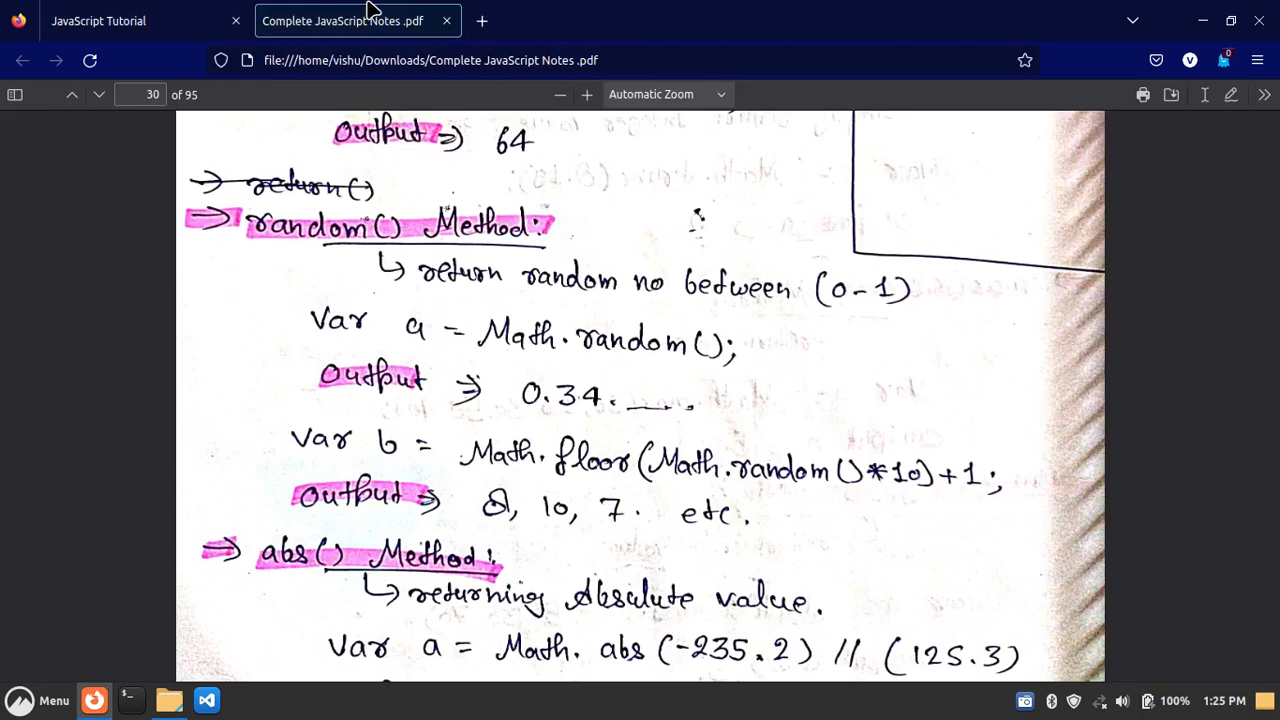 JavaScript Tutorial
Complete JavaScript Notes .pdf
file:///home/vishu/Downloads/Complete JavaScript Notes .pdf
30 of 95
Automatic Zoom
Output => 64
-> return()
=> random() Method:
↳ return random no between (0-1)
Var a = Math.random();
Output => 0.34.___.
Var b = Math.floor(Math.random()*10)+1;
Output => 8, 10, 7. etc.
=> abs() Method:
↳ returning Absolute value.
Var a = Math. abs (-235.2) // (125.3)
Menu
0
100%
1:25 PM